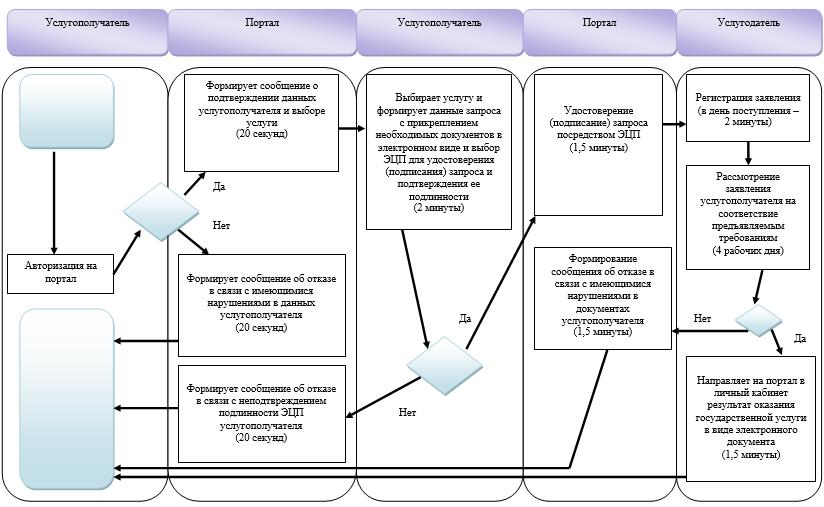 Услугополучатель
Портал
Услугополучатель
Портал
Услугодатель
Формирует сообщение о
подтверждении данных
услугополучателя и выборе
услуги
(20 секунд)
Да
Нет
Авторизация на
портал
Формирует сообщение об отказе
в связи с имеющимися
нарушениями в данных
услугополучателя
(20 секунд)
Формирует сообщение об отказе
в связи с неподтвреждением
подлинности ЭЦП
услугополучателя
(20 секунд)
Выбирает услугу и
формирует данные запроса
с прикреплением
необходимых документов в
электронном виде и выбор
ЭЦП для удостоверения
(подписания) запроса и
подтверждения ее
подлинности
(2 минуты)
Да
Нет
Удостоверение
(подписание) запроса
посредством ЭЦП
(1,5 минуты)
Формирование
сообщения об отказе в
связи с имеющимися
нарушениями в
документах
услугополучателя
(1,5 минуты)
Регистрация заявления
(в день поступления –
2 минуты)
Рассмотрение
заявления
услугополучателя на
соответствие
предъявляемым
требованиям
(4 рабочих дня)
Нет
Да
Направляет на портал в
личный кабинет
результат оказания
государственной услуги
в виде электронного
документа
(1,5 минуты)